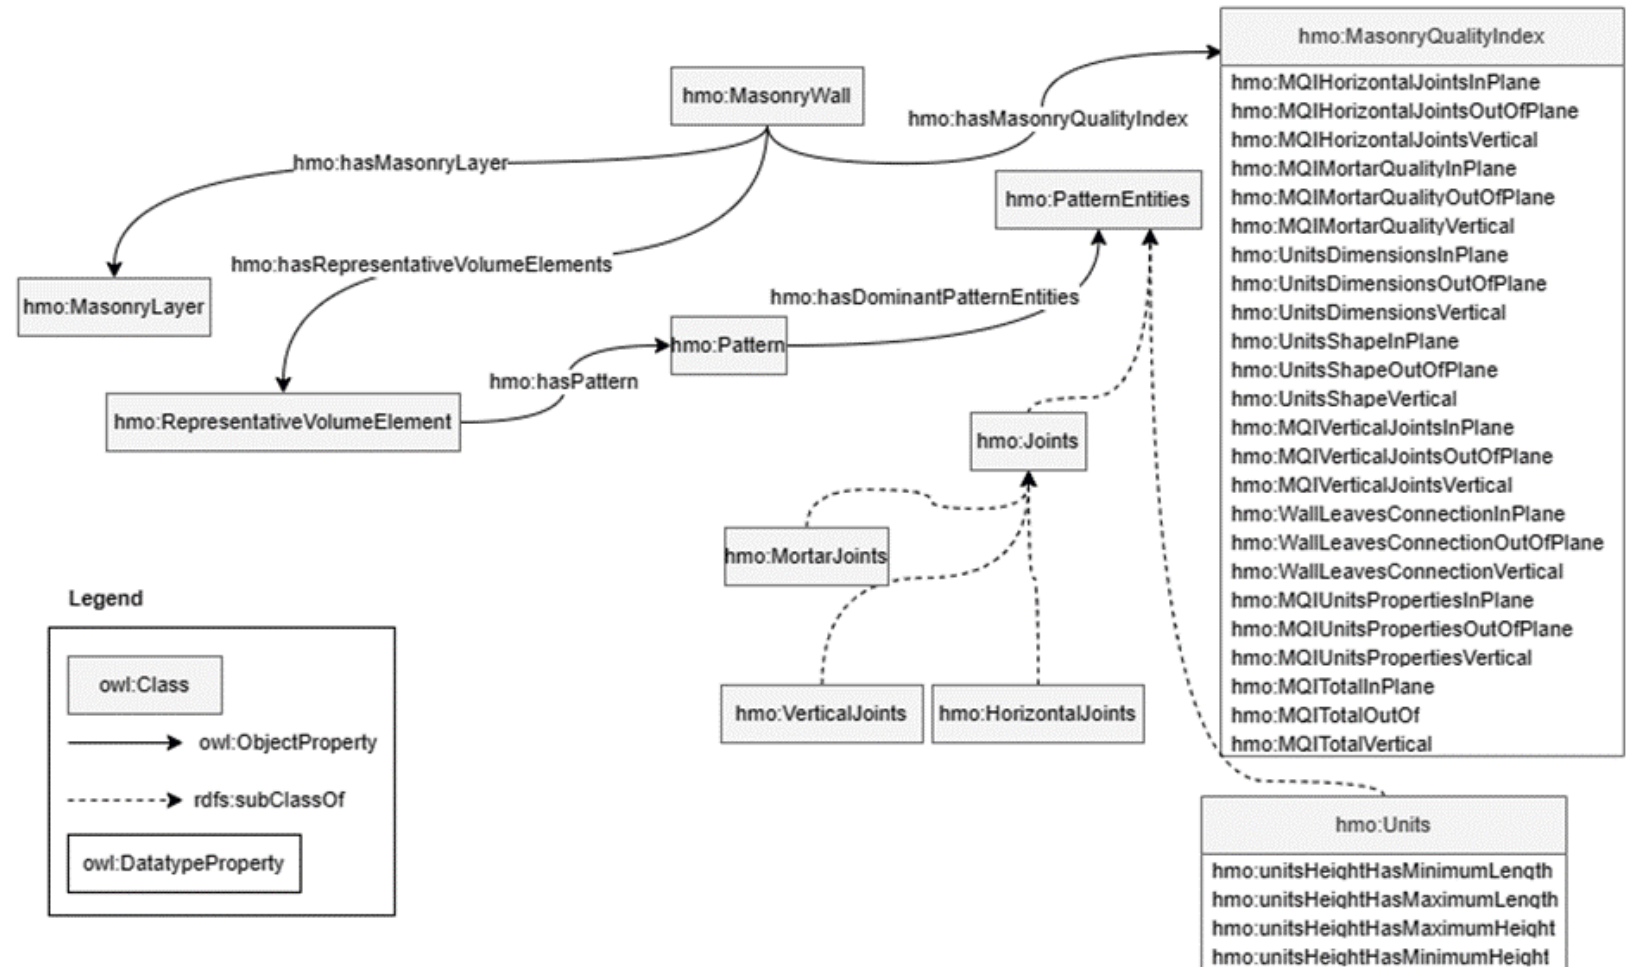 hmo:MasonryQualityIndex
hmo:MQIHorizontalJointsInPlane
hmo:MQIHorizontalJointsOutOfPlane
hmo:MQIHorizontalJointsVertical
hmo:MQIMortarQualityInPlane
hmo:MQIMortarQualityOutOfPlane
hmo:MQIMortarQualityVertical
hmo:UnitsDimensionsInPlane
hmo:UnitsDimensionsOutOfPlane
hmo:UnitsDimensionsVertical
hmo:UnitsShapeInPlane
hmo:UnitsShapeOutOfPlane
hmo:UnitsShapeVertical
hmo:MQIVerticalJointsInPlane
hmo:MQIVerticalJointsOutOfPlane
hmo:MQIVerticalJointsVertical
hmo:WallLeavesConnectionInPlane
hmo:WallLeavesConnectionOutOfPlane
hmo:WallLeavesConnectionVertical
hmo:MQIUnitsPropertiesInPlane
hmo:MQIUnitsPropertiesOutOfPlane
hmo:MQIUnitsPropertiesVertical
hmo:MQITotalInPlane
hmo:MQITotalOutOf
hmo:MQITotalVertical
hmo:MasonryWall
hmo:hasMasonryQualityIndex
hmo:hasMasonryLayer
hmo:PatternEntities
hmo:hasRepresentativeVolumeElements
hmo:MasonryLayer
hmo:hasDominantPatternEntities
hmo:Pattern
hmo:hasPattern
hmo:RepresentativeVolumeElement
hmo:Joints
hmo:MortarJoints
hmo:VerticalJoints
hmo:HorizontalJoints
Legend
owl:Class
owl:ObjectProperty
rdfs:subClassOf
owl:DatatypeProperty
hmo:Units
hmo:unitsHeightHasMinimumLength
hmo:unitsHeightHasMaximumLength
hmo:unitsHeightHasMaximumHeight
hmo:unitsHeightHasMinimumHeight